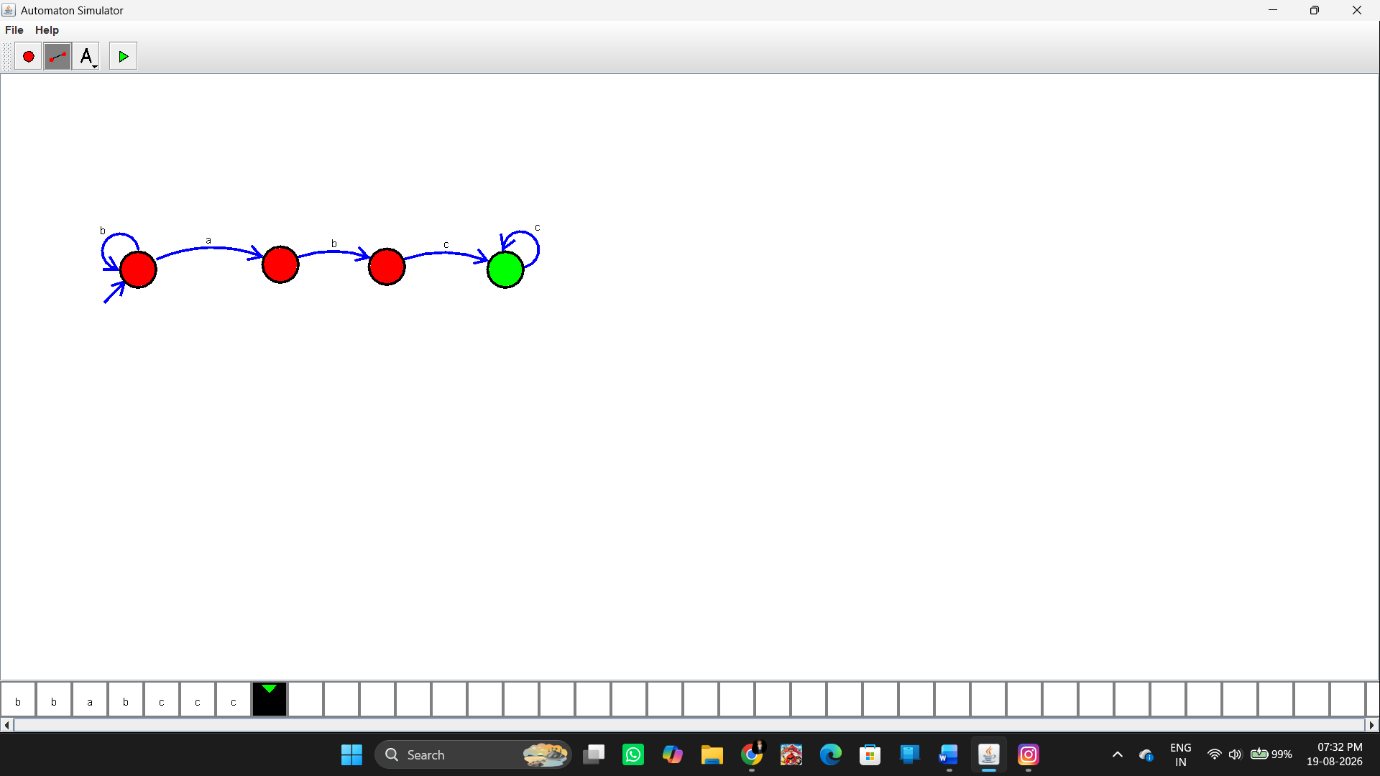 Automaton Simulator
File Help
A
b
a
b
c
c
b b a b c c c
Search
ENG
IN
99%
07:32 PM
19-08-2026